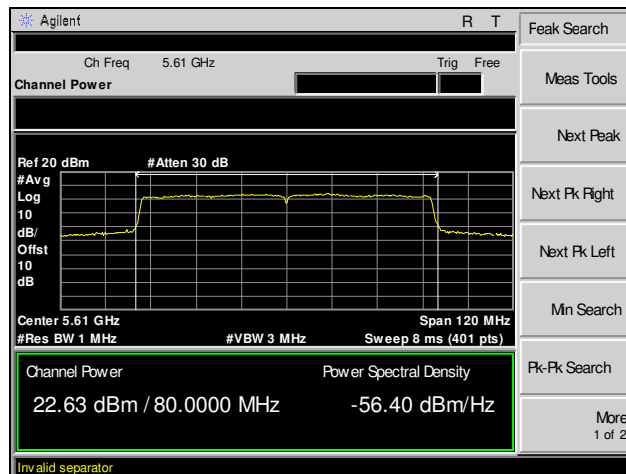 Agilent
R T
Ch Freq 5.61 GHz
Trig Free
Channel Power
Ref 20 dBm
#Atten 30 dB
#Avg
Log
10
dB/
Offst
10
dB
Center 5.61 GHz
Span 120 MHz
#Res BW 1 MHz
#VBW 3 MHz
Sweep 8 ms (401 pts)
Channel Power
Power Spectral Density
22.63 dBm / 80.0000 MHz
-56.40 dBm/Hz
Invalid separator
Peak Search
Meas Tools
Next Peak
Next Pk Right
Next Pk Left
Min Search
Pk-Pk Search
More
1 of 2